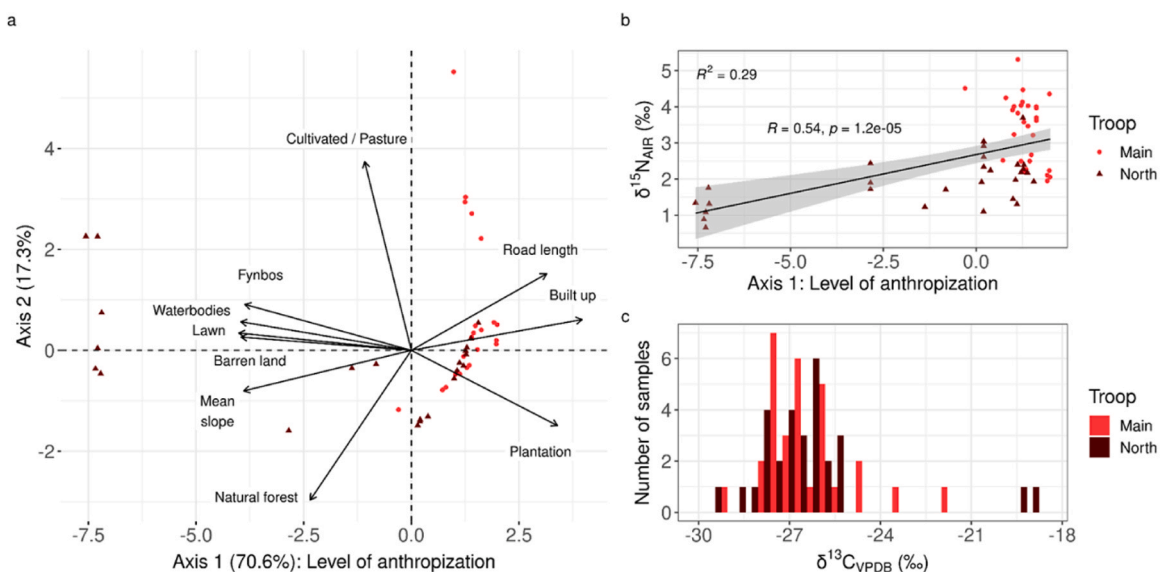 a
Axis 2 (17.3%)
2
0
-2
Cultivated / Pasture
Road length
Fynbos
Built up
Waterbodies
Lawn
Barren land
Mean
slope
Plantation
Natural forest
-7.5
-5.0
-2.5
0.0
2.5
Axis 1 (70.6%): Level of anthropization
b
δ¹⁵N_AIR (‰)
5
4
3
2
1
R² = 0.29
R = 0.54, p = 1.2e-05
-7.5
-5.0
-2.5
0.0
Axis 1: Level of anthropization
Troop
Main
North
c
Number of samples
6
4
2
0
-30
-27
-24
-21
-18
δ¹³C_VPDB (‰)
Troop
Main
North